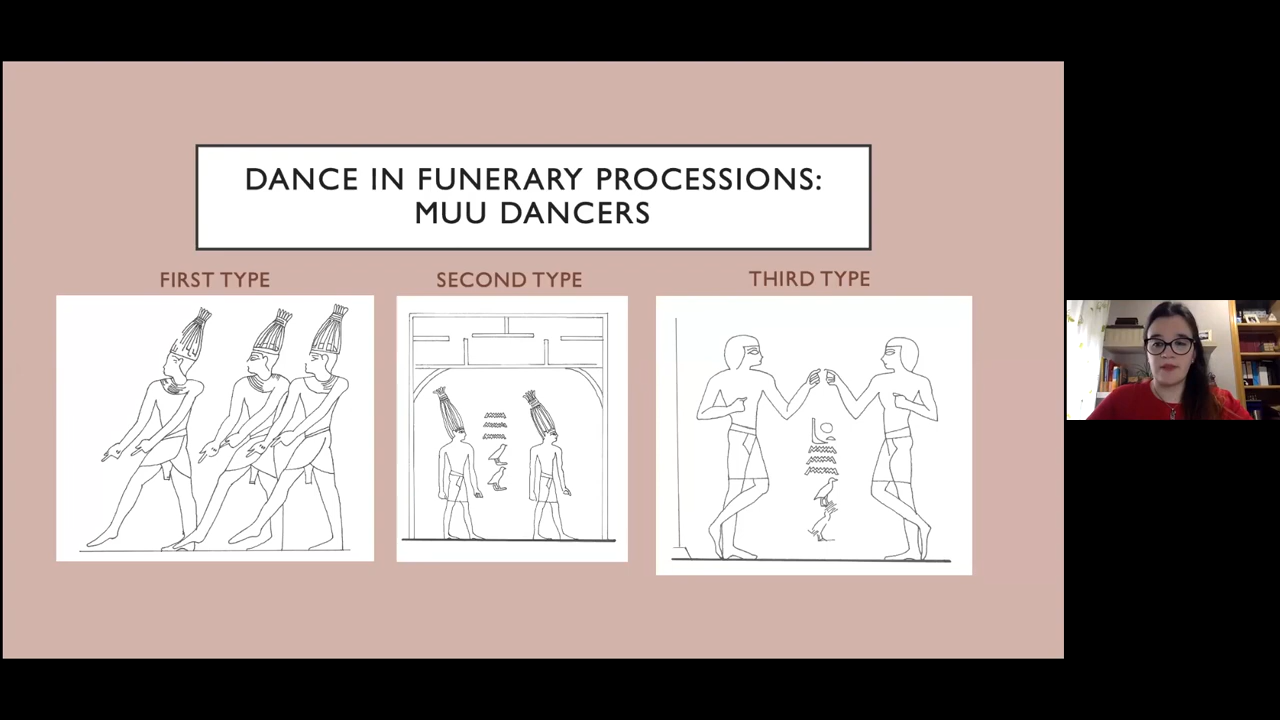 DANCE IN FUNERARY PROCESSIONS:
MUU DANCERS
FIRST TYPE
SECOND TYPE
THIRD TYPE